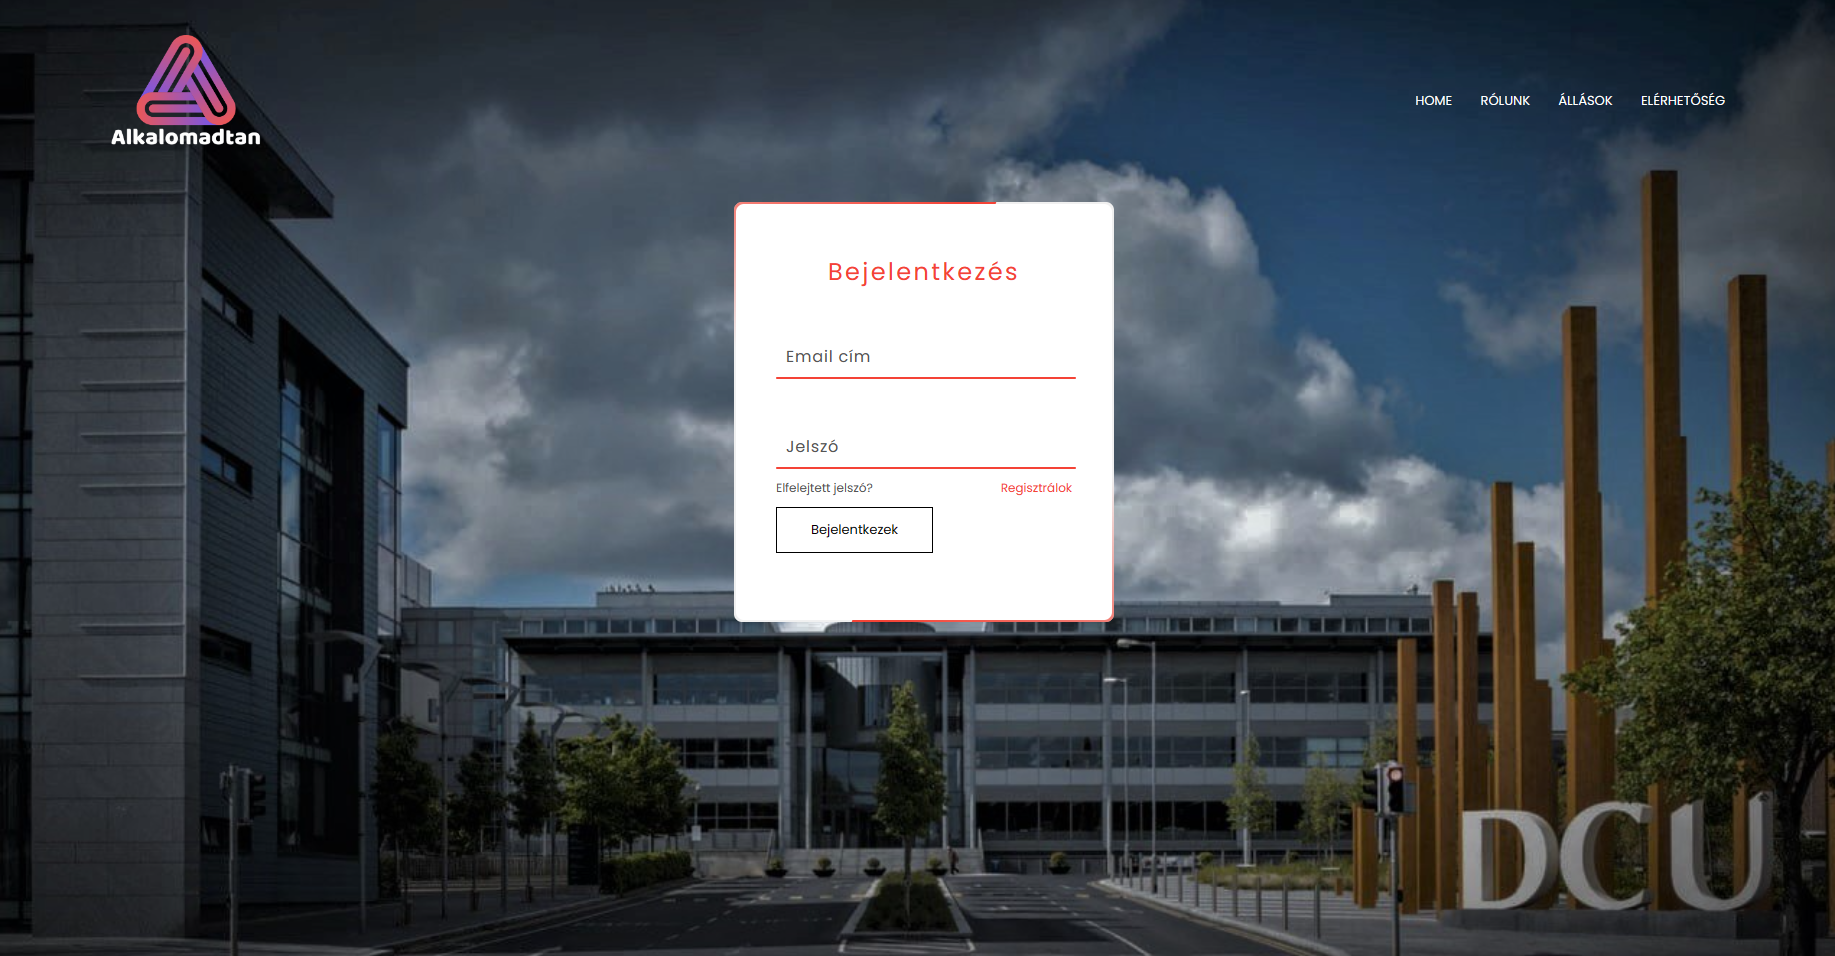 Alkalomadtan
HOME RÓLUNK ÁLLÁSOK ELÉRHETŐSÉG
Bejelentkezés
Email cím
Jelszó
Elfelejtett jelszó? Regisztrálok
Bejelentkezek
DCU